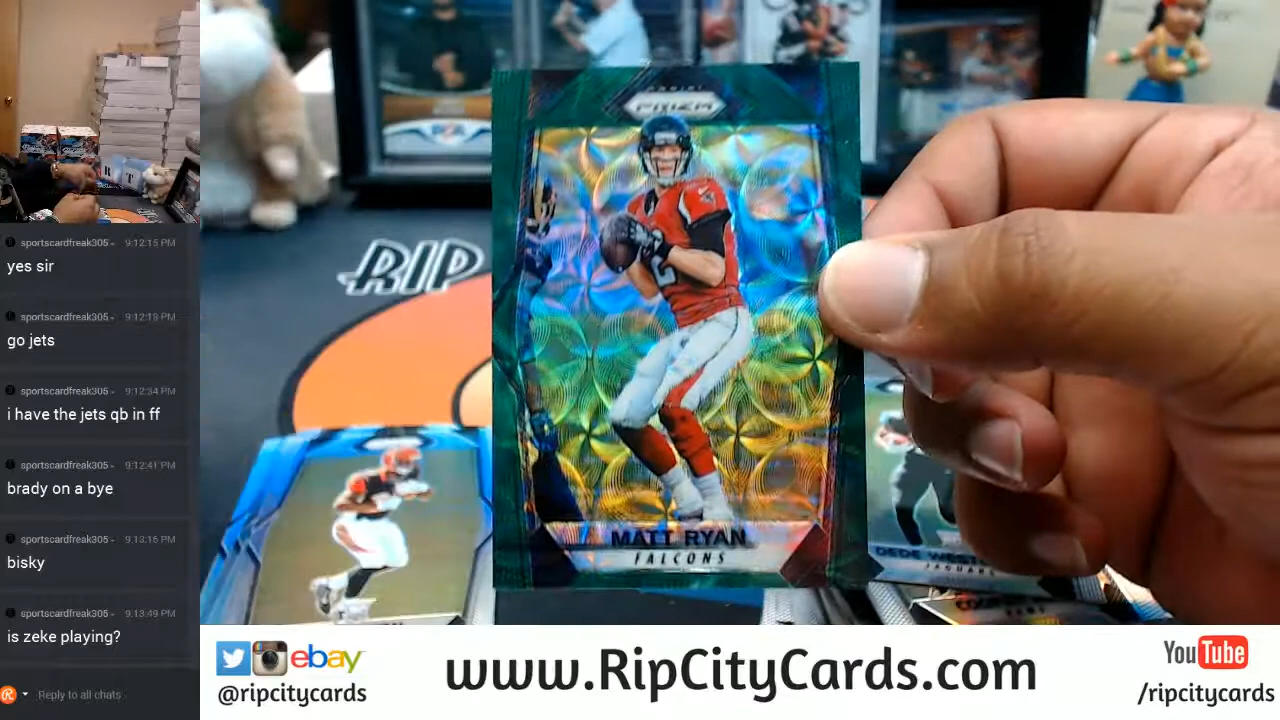 sportscardfreak305 9:12:15 PM
yes sir
sportscardfreak305 9:12:19 PM
go jets
sportscardfreak305 9:12:34 PM
i have the jets qb in ff
sportscardfreak305 9:12:41 PM
brady on a bye
sportscardfreak305 9:13:16 PM
bisky
sportscardfreak305 9:13:49 PM
is zeke playing?
Reply to all chats
PANINI
PRIZM
RIP
2
MATT RYAN
FALCONS
DEDE
JAGUARS
ebay
@ripcitycards
www.RipCityCards.com
YouTube
/ripcitycards